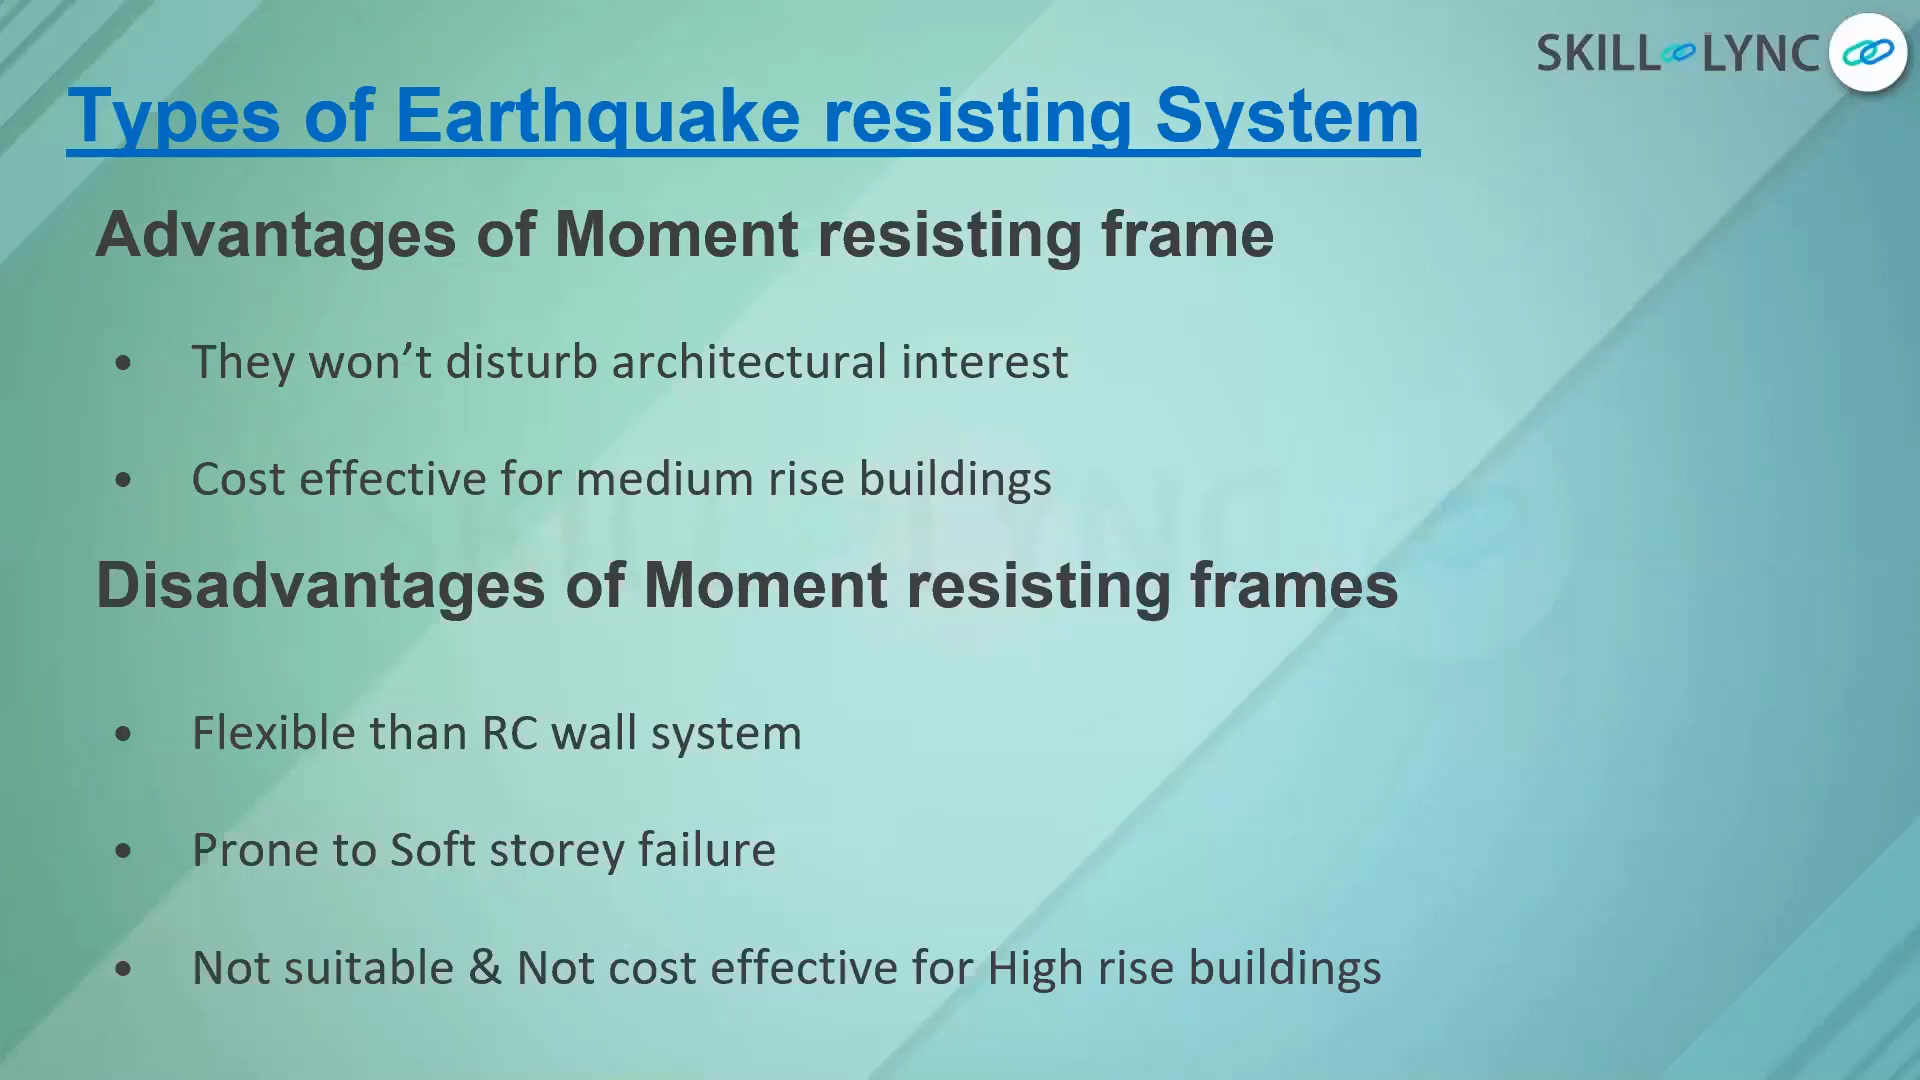 SKILL LYNC
Types of Earthquake resisting System
Advantages of Moment resisting frame
• They won’t disturb architectural interest
• Cost effective for medium rise buildings
Disadvantages of Moment resisting frames
• Flexible than RC wall system
• Prone to Soft storey failure
• Not suitable & Not cost effective for High rise buildings
SKILL LYNC